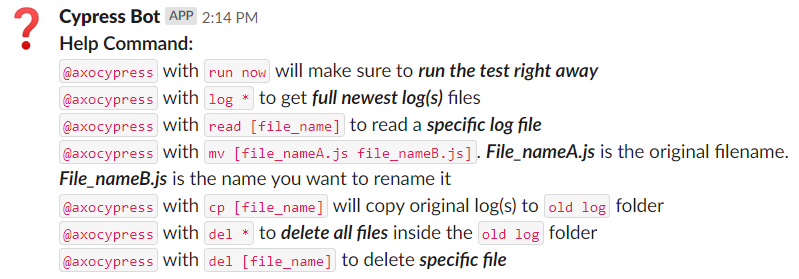 Cypress Bot APP 2:14 PM
Help Command:
@axocypress with run now will make sure to run the test right away
@axocypress with log * to get full newest log(s) files
@axocypress with read [file_name] to read a specific log file
@axocypress with mv [file_nameA.js file_nameB.js]. File_nameA.js is the original filename.
File_nameB.js is the name you want to rename it
@axocypress with cp [file_name] will copy original log(s) to old log folder
@axocypress with del * to delete all files inside the old log folder
@axocypress with del [file_name] to delete specific file